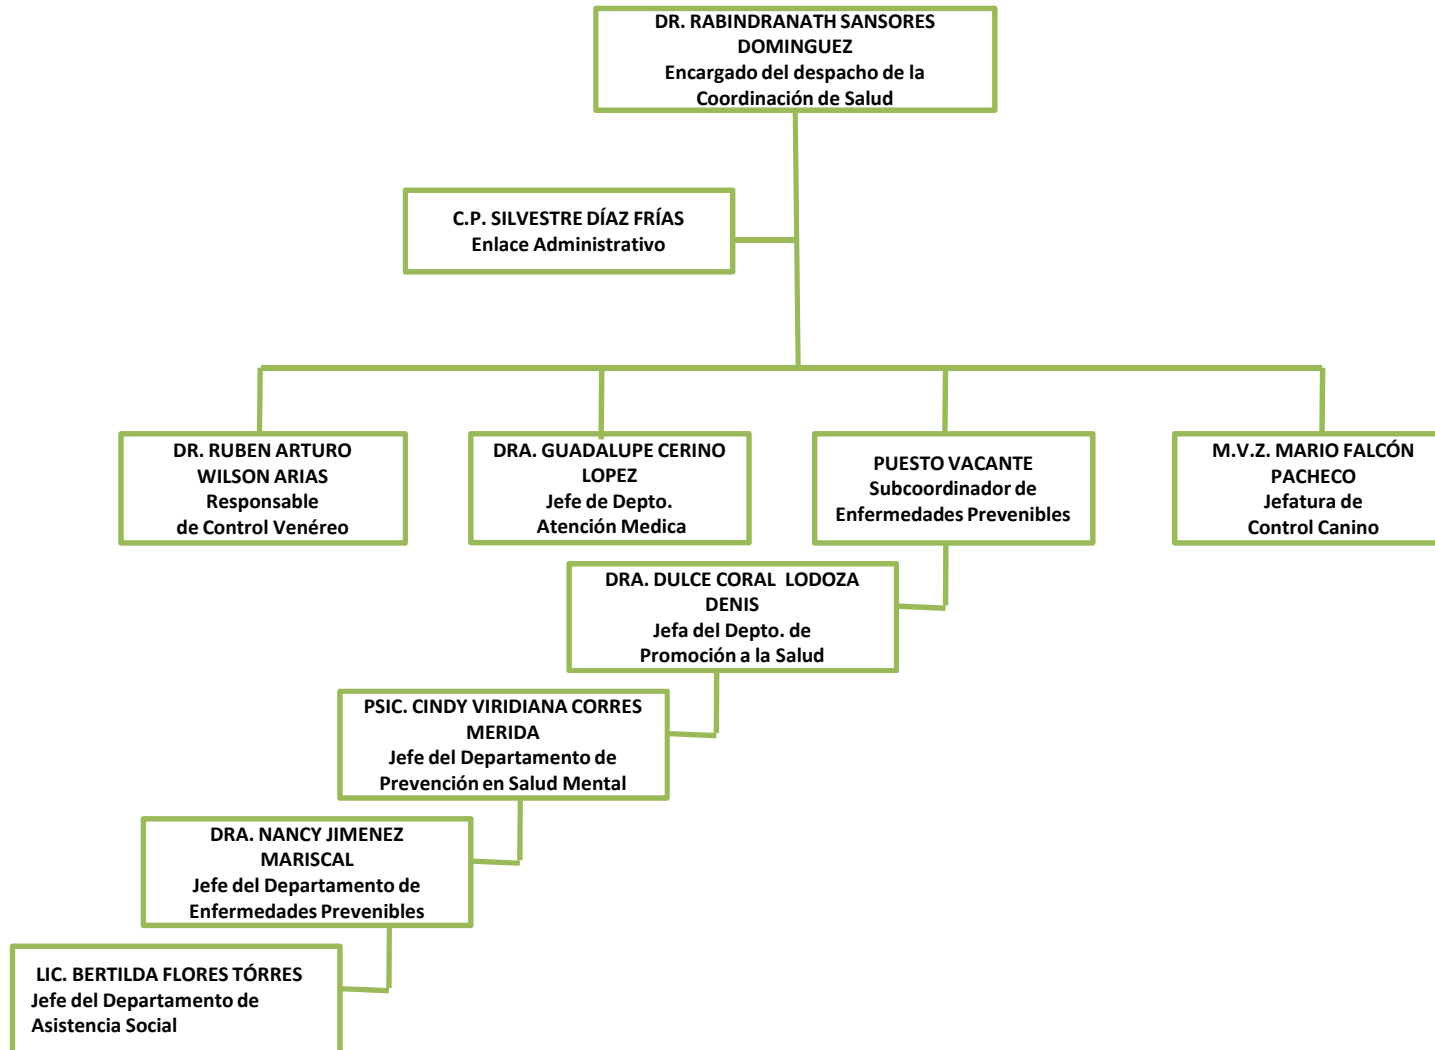 DR. RABINDRANATH SANSORES
DOMINGUEZ
Encargado del despacho de la
Coordinación de Salud
C.P. SILVESTRE DÍAZ FRÍAS
Enlace Administrativo
DR. RUBEN ARTURO
WILSON ARIAS
Responsable
de Control Venéreo
DRA. GUADALUPE CERINO
LOPEZ
Jefe de Depto.
Atención Medica
PUESTO VACANTE
Subcoordinador de
Enfermedades Prevenibles
M.V.Z. MARIO FALCÓN
PACHECO
Jefatura de
Control Canino
DRA. DULCE CORAL LODOZA
DENIS
Jefa del Depto. de
Promoción a la Salud
PSIC. CINDY VIRIDIANA CORRES
MERIDA
Jefe del Departamento de
Prevención en Salud Mental
DRA. NANCY JIMENEZ
MARISCAL
Jefe del Departamento de
Enfermedades Prevenibles
LIC. BERTILDA FLORES TÓRRES
Jefe del Departamento de
Asistencia Social